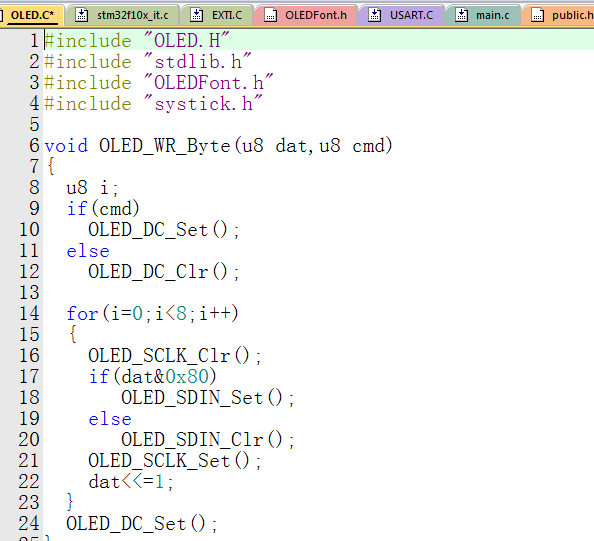 OLED.C* stm32f10x_it.c EXTI.C OLEDFont.h USART.C main.c public.h
1 #include "OLED.H"
2 #include "stdlib.h"
3 #include "OLEDFont.h"
4 #include "systick.h"
5
6 void OLED_WR_Byte(u8 dat,u8 cmd)
7 {
8 u8 i;
9 if(cmd)
10 OLED_DC_Set();
11 else
12 OLED_DC_Clr();
13
14 for(i=0;i<8;i++)
15 {
16 OLED_SCLK_Clr();
17 if(dat&0x80)
18 OLED_SDIN_Set();
19 else
20 OLED_SDIN_Clr();
21 OLED_SCLK_Set();
22 dat<<=1;
23 }
24 OLED_DC_Set();